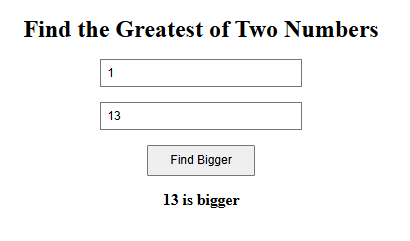 Find the Greatest of Two Numbers
1
13
Find Bigger
13 is bigger